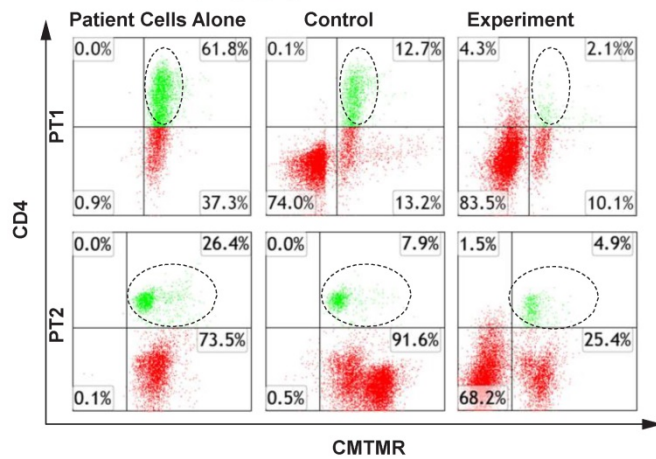 Patient Cells Alone Control Experiment
0.0% 61.8% 0.1% 12.7% 4.3% 2.1%%
PT1
0.9% 37.3% 74.0% 13.2% 83.5% 10.1%
CD4
0.0% 26.4% 0.0% 7.9% 1.5% 4.9%
PT2
73.5% 91.6% 25.4%
0.1% 0.5% 68.2%
CMTMR